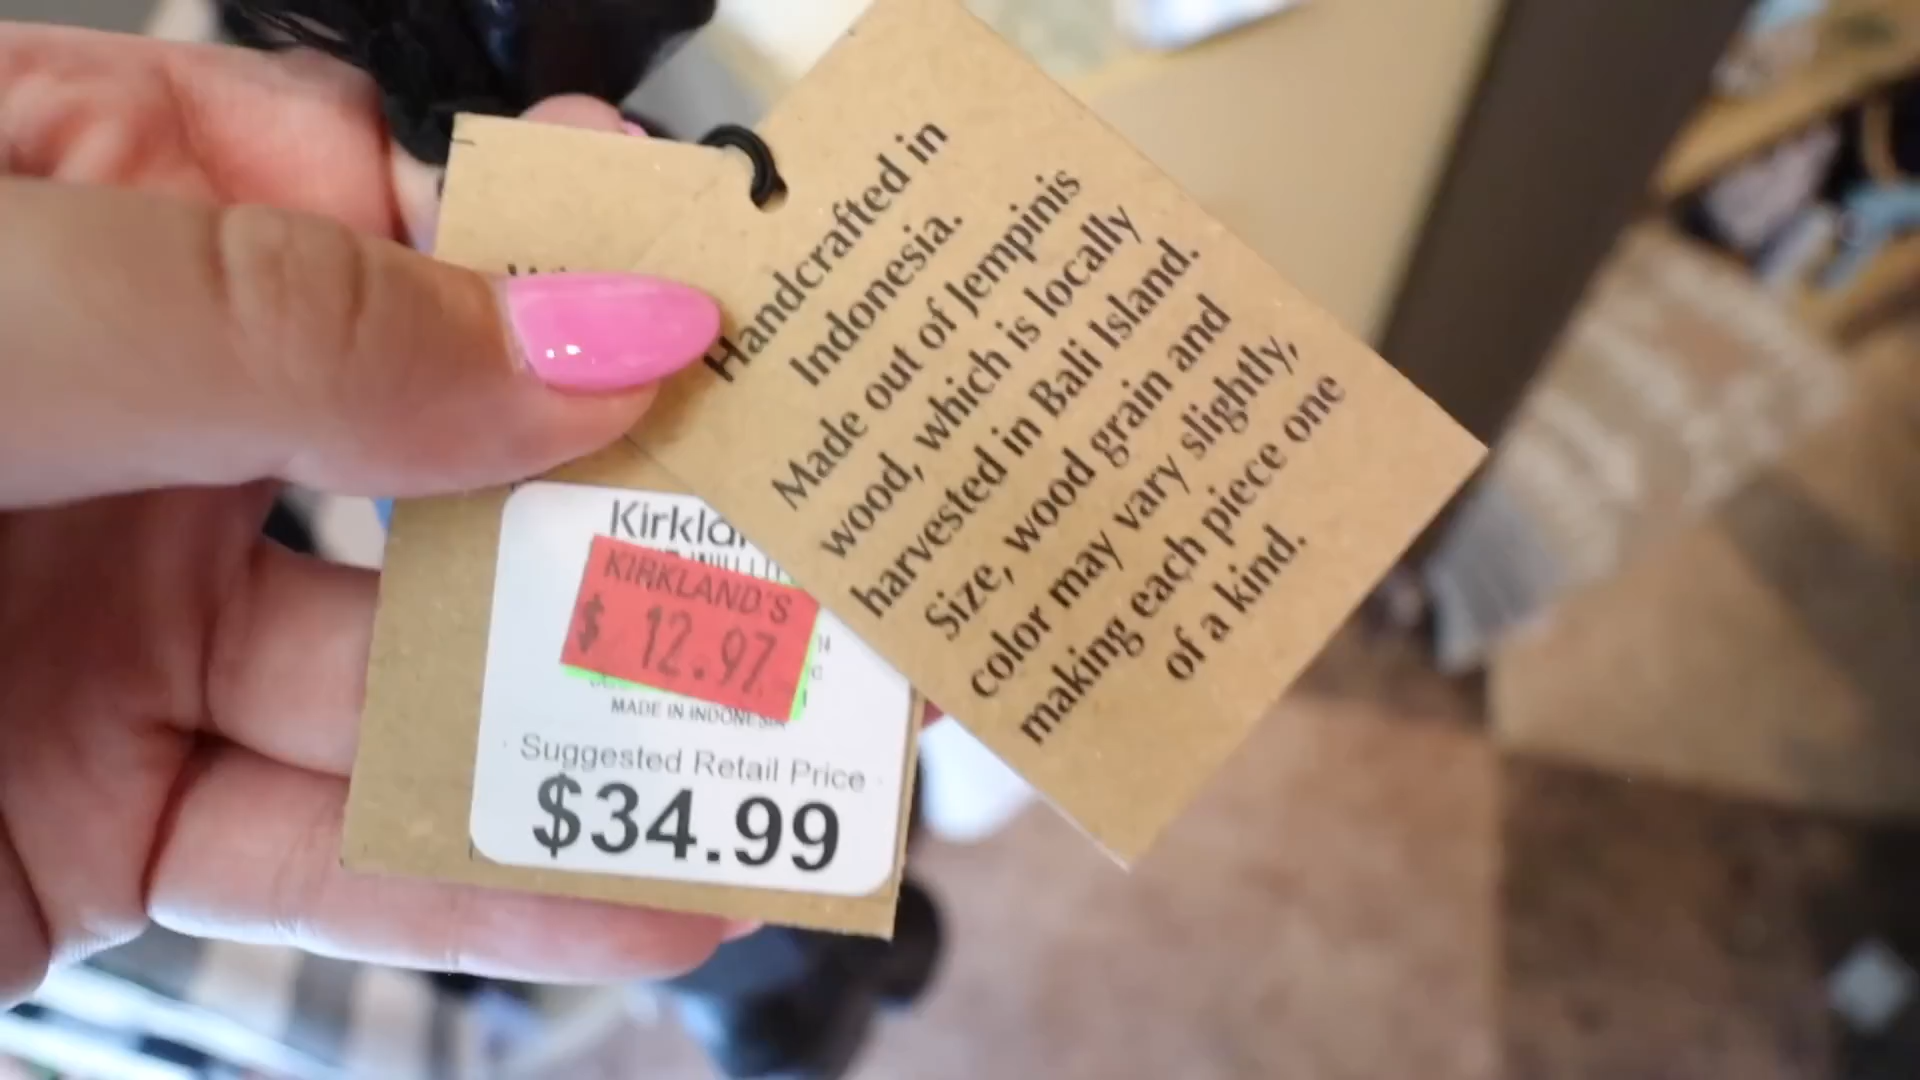 Handcrafted in
Indonesia.
Made out of Jempinis
wood, which is locally
harvested in Bali Island.
Size, wood grain and
color may vary slightly,
making each piece one
of a kind.
KIRKLAND'S
$ 12.97
MADE IN INDONESIA
Suggested Retail Price
$34.99